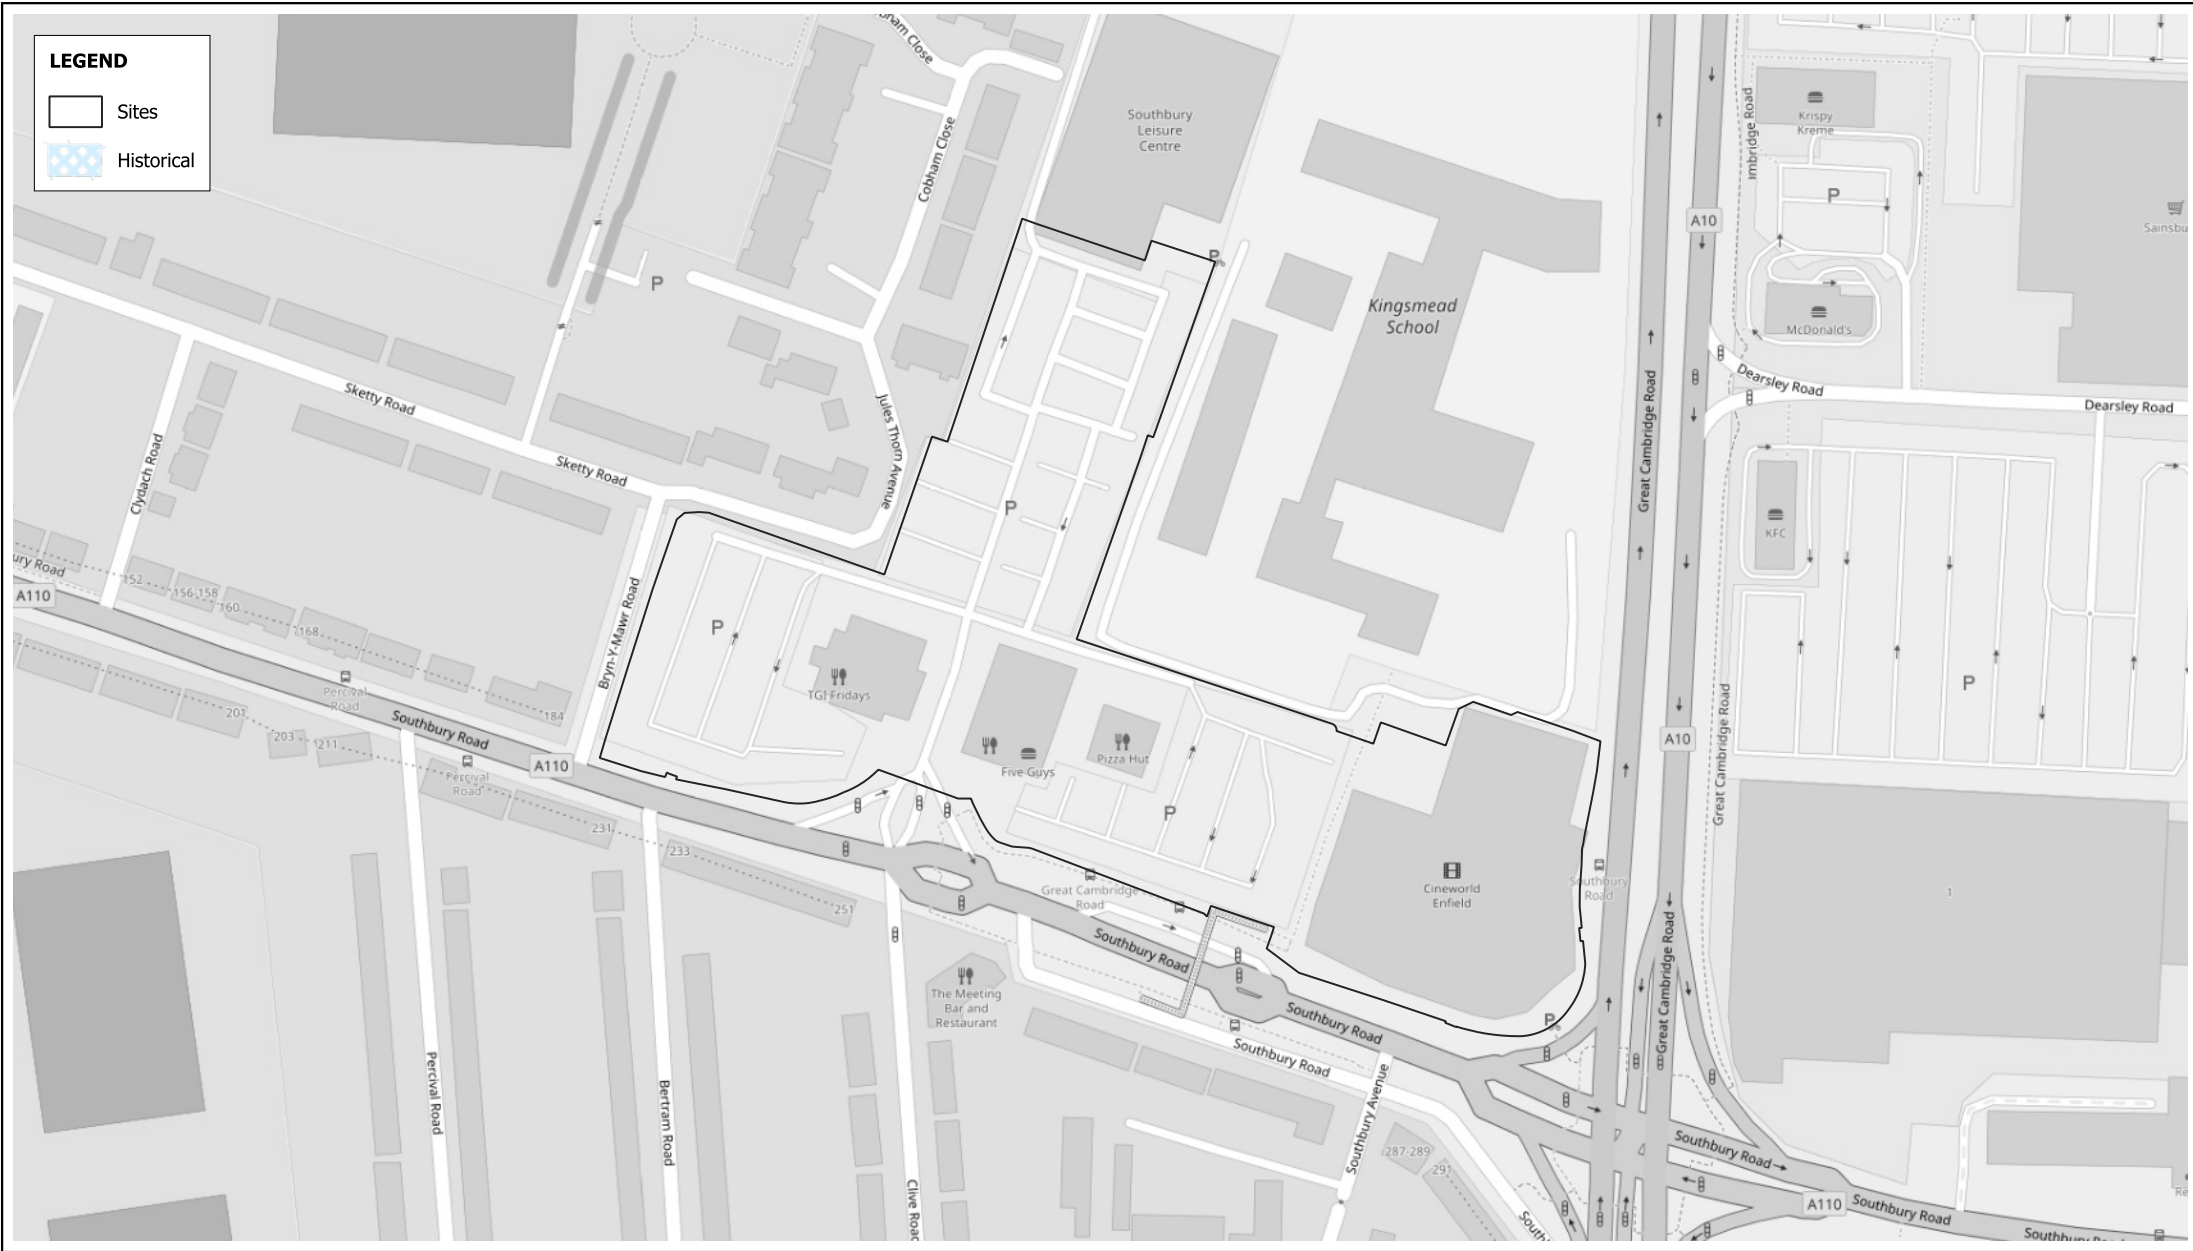 LEGEND
Sites
Historical
Cobham Close
Southbury
Leisure
Centre
Krispy
Kreme
P
A10
Kingsmead
School
McDonald's
Dearsley Road
Dearsley Road
P
P
Sketty Road
Sketty Road
Jules Thorn Avenue
Clydach Road
Great Cambridge Road
KFC
P
P
152
156-158
160
168
184
A110
Bryn-Y-Mawr Road
P
TGI Fridays
Five Guys
Pizza Hut
P
A10
Great Cambridge Road
P
Percival
Road
201
203
211
Southbury Road
A110
Percival
Road
231
233
251
Great Cambridge
Road
Southbury Road
Cineworld
Enfield
Southbury
Road
1
Great Cambridge Road
The Meeting
Bar and
Restaurant
Southbury Road
P
Southbury Road
Percival Road
Bertram Road
Southbury Avenue
287-289
291
Southbury Road
A110
Southbury Road